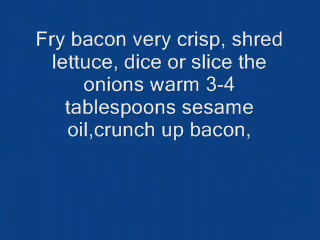 Fry bacon very crisp, shred
lettuce, dice or slice the
onions warm 3-4
tablespoons sesame
oil,crunch up bacon,